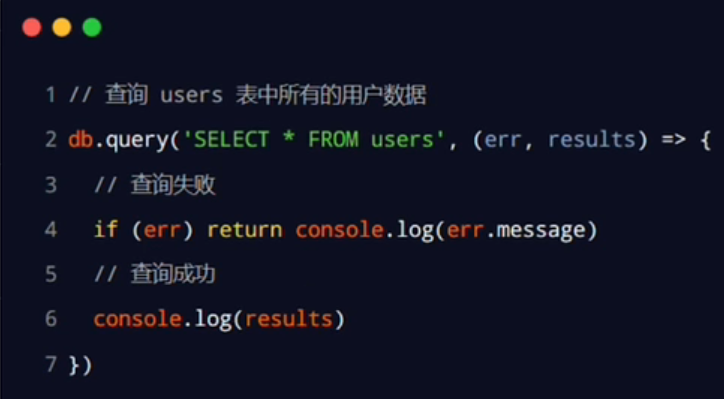 1 // 查询 users 表中所有的用户数据
2 db.query('SELECT * FROM users', (err, results) => {
3   // 查询失败
4   if (err) return console.log(err.message)
5   // 查询成功
6   console.log(results)
7 })